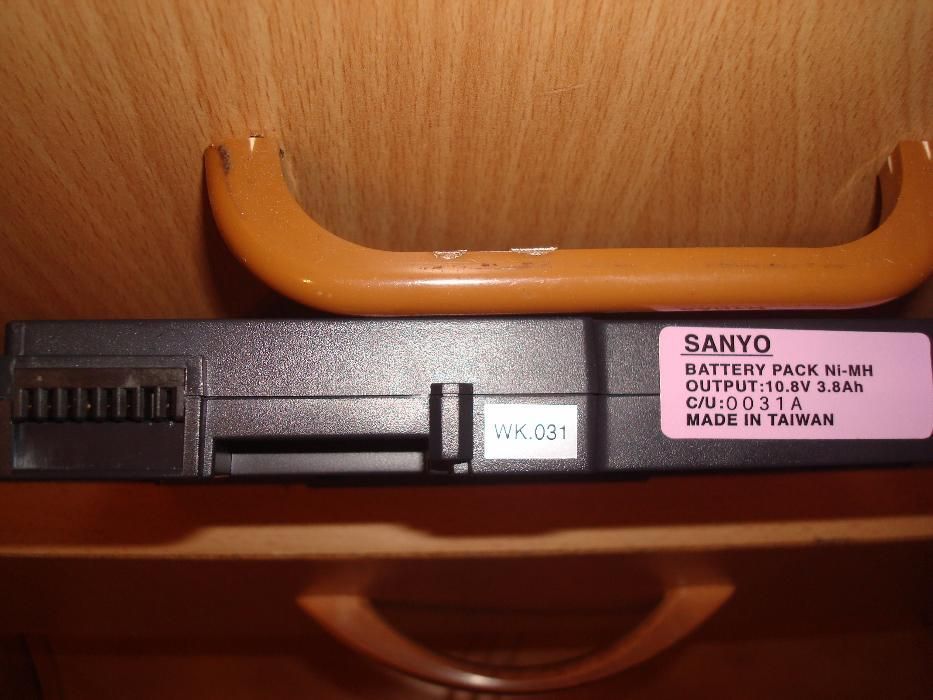 SANYO
BATTERY PACK Ni-MH
OUTPUT:10.8V 3.8Ah
C/U:0031A
MADE IN TAIWAN
WK.031